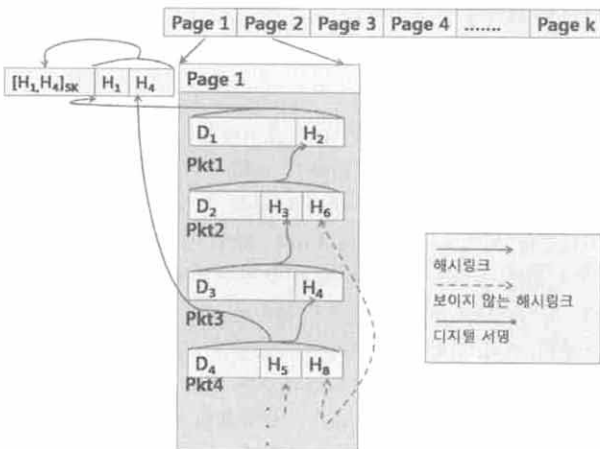 Page 1 Page 2 Page 3 Page 4 ....... Page k
[H1,H4]SK H1 H4
Page 1
D1 H2
Pkt1
D2 H3 H6
Pkt2
D3 H4
Pkt3
D4 H5 H8
Pkt4
해시링크
보이지 않는 해시링크
디지털 서명